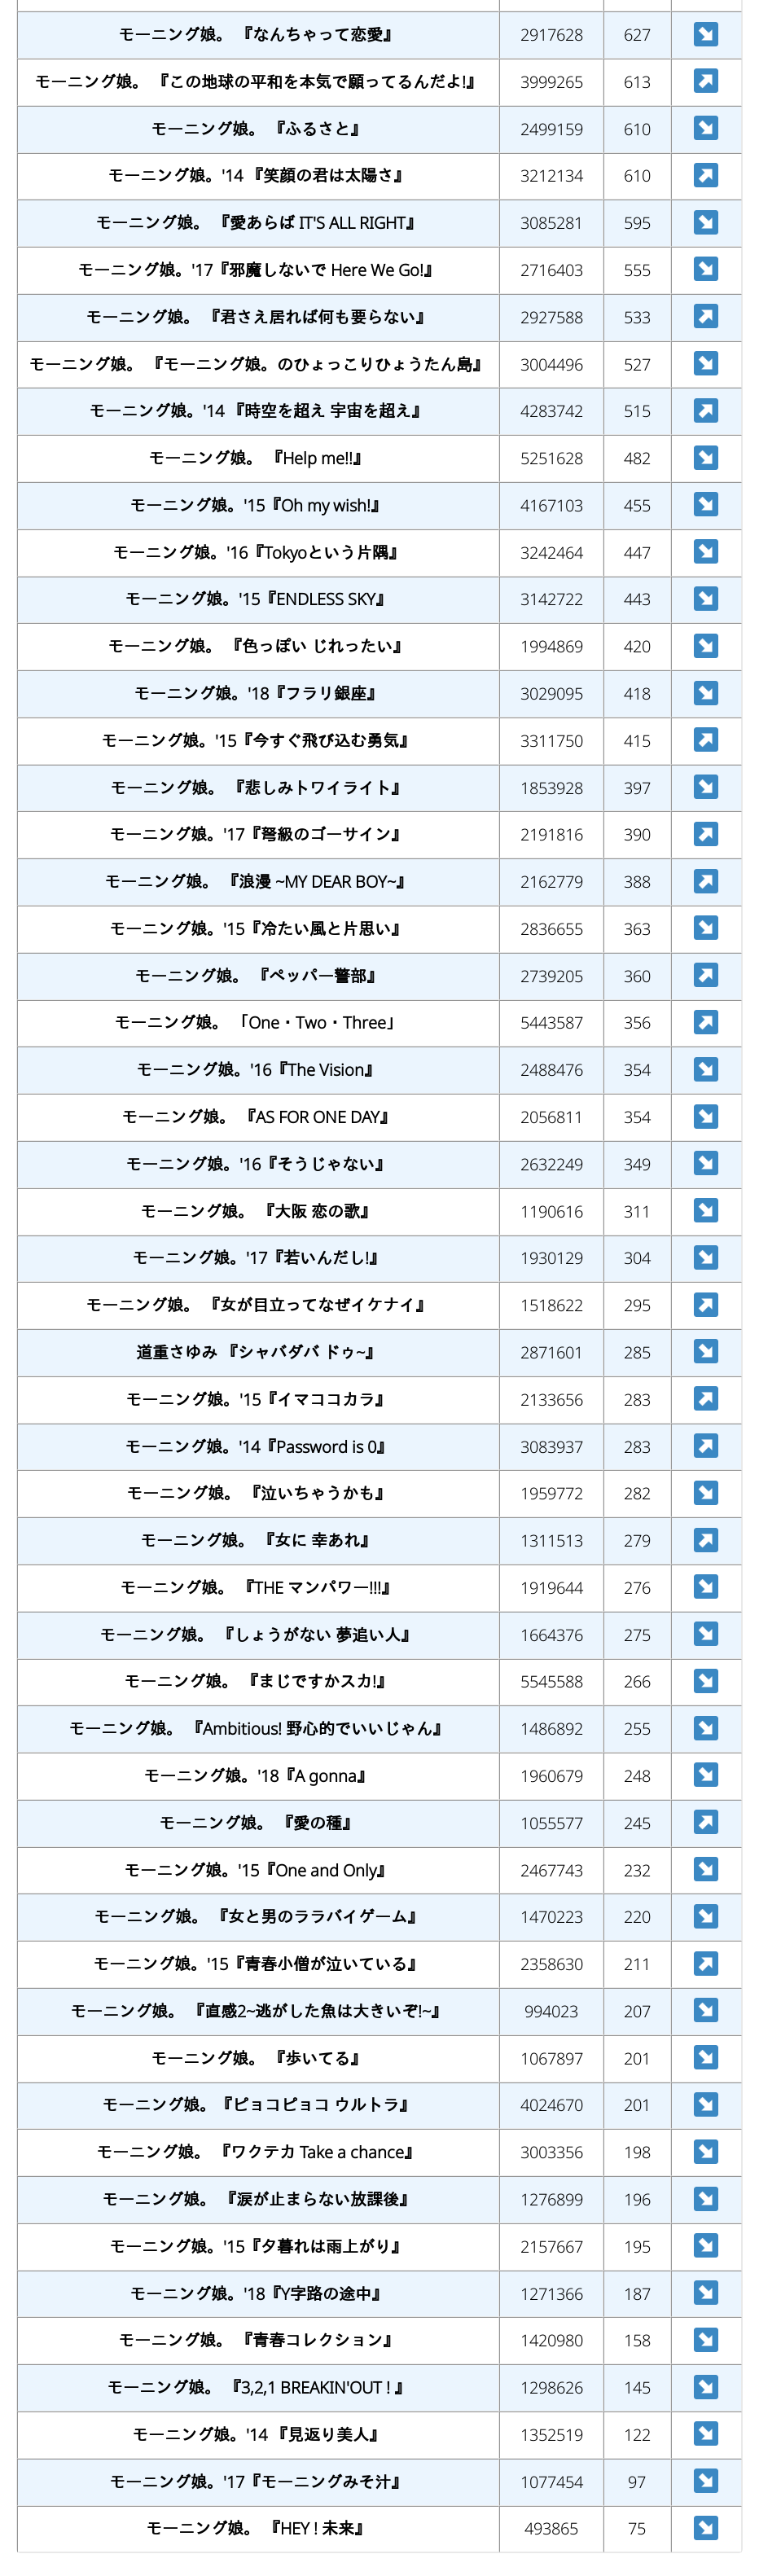 モーニング娘。 『なんちゃって恋愛』 2917628 627 ↘
モーニング娘。 『この地球の平和を本気で願ってるんだよ!』 3999265 613 ↗
モーニング娘。 『ふるさと』 2499159 610 ↘
モーニング娘。'14 『笑顔の君は太陽さ』 3212134 610 ↗
モーニング娘。 『愛あらば IT'S ALL RIGHT』 3085281 595 ↘
モーニング娘。'17『邪魔しないで Here We Go!』 2716403 555 ↘
モーニング娘。 『君さえ居れば何も要らない』 2927588 533 ↗
モーニング娘。 『モーニング娘。のひょっこりひょうたん島』 3004496 527 ↘
モーニング娘。'14 『時空を超え 宇宙を超え』 4283742 515 ↗
モーニング娘。 『Help me!!』 5251628 482 ↘
モーニング娘。'15『Oh my wish!』 4167103 455 ↘
モーニング娘。'16『Tokyoという片隅』 3242464 447 ↘
モーニング娘。'15『ENDLESS SKY』 3142722 443 ↘
モーニング娘。 『色っぽい じれったい』 1994869 420 ↘
モーニング娘。'18『フラリ銀座』 3029095 418 ↘
モーニング娘。'15『今すぐ飛び込む勇気』 3311750 415 ↗
モーニング娘。 『悲しみトワイライト』 1853928 397 ↘
モーニング娘。'17『弩級のゴーサイン』 2191816 390 ↗
モーニング娘。 『浪漫 ~MY DEAR BOY~』 2162779 388 ↗
モーニング娘。'15『冷たい風と片思い』 2836655 363 ↘
モーニング娘。 『ペッパー警部』 2739205 360 ↗
モーニング娘。 「One・Two・Three」 5443587 356 ↗
モーニング娘。'16『The Vision』 2488476 354 ↘
モーニング娘。 『AS FOR ONE DAY』 2056811 354 ↘
モーニング娘。'16『そうじゃない』 2632249 349 ↘
モーニング娘。 『大阪 恋の歌』 1190616 311 ↘
モーニング娘。'17『若いんだし!』 1930129 304 ↘
モーニング娘。 『女が目立ってなぜイケナイ』 1518622 295 ↗
道重さゆみ 『シャバダバ ドゥ~』 2871601 285 ↘
モーニング娘。'15『イマココカラ』 2133656 283 ↗
モーニング娘。'14『Password is 0』 3083937 283 ↗
モーニング娘。 『泣いちゃうかも』 1959772 282 ↘
モーニング娘。 『女に 幸あれ』 1311513 279 ↗
モーニング娘。 『THE マンパワー!!!』 1919644 276 ↘
モーニング娘。 『しょうがない 夢追い人』 1664376 275 ↘
モーニング娘。 『まじですかスカ!』 5545588 266 ↘
モーニング娘。 『Ambitious! 野心的でいいじゃん』 1486892 255 ↘
モーニング娘。'18『A gonna』 1960679 248 ↘
モーニング娘。 『愛の種』 1055577 245 ↗
モーニング娘。'15『One and Only』 2467743 232 ↘
モーニング娘。 『女と男のララバイゲーム』 1470223 220 ↘
モーニング娘。'15『青春小僧が泣いている』 2358630 211 ↗
モーニング娘。 『直感2~逃がした魚は大きいぞ!~』 994023 207 ↘
モーニング娘。 『歩いてる』 1067897 201 ↘
モーニング娘。『ピョコピョコ ウルトラ』 4024670 201 ↘
モーニング娘。 『ワクテカ Take a chance』 3003356 198 ↘
モーニング娘。 『涙が止まらない放課後』 1276899 196 ↘
モーニング娘。'15『夕暮れは雨上がり』 2157667 195 ↘
モーニング娘。'18『Y字路の途中』 1271366 187 ↘
モーニング娘。 『青春コレクション』 1420980 158 ↘
モーニング娘。 『3,2,1 BREAKIN'OUT ! 』 1298626 145 ↘
モーニング娘。'14 『見返り美人』 1352519 122 ↘
モーニング娘。'17『モーニングみそ汁』 1077454 97 ↘
モーニング娘。 『HEY ! 未来』 493865 75 ↘